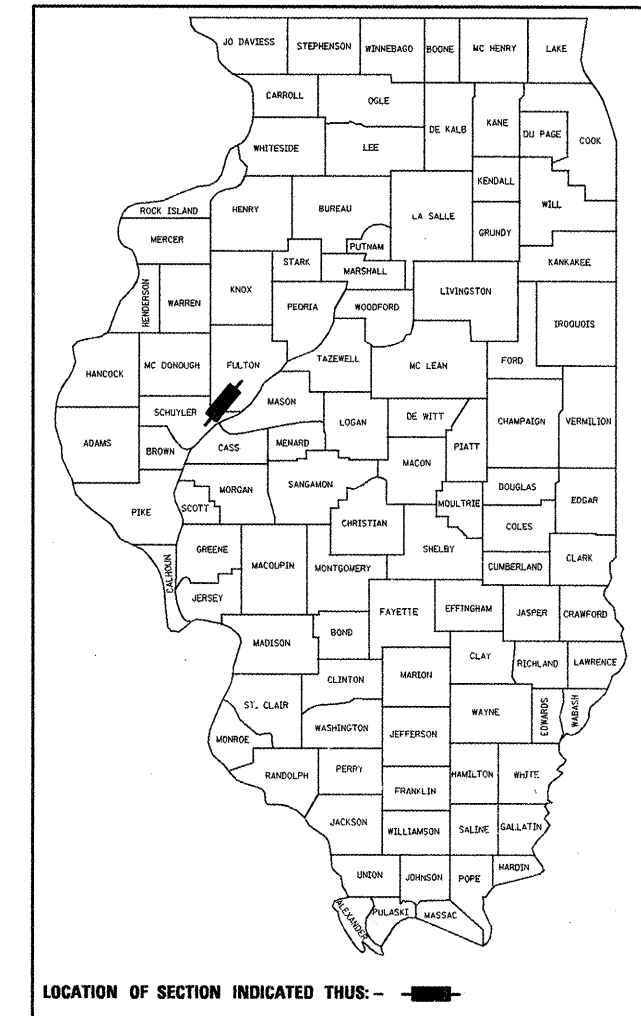 JO DAVIESS STEPHENSON WINNEBAGO BOONE MC HENRY LAKE
CARROLL OGLE DE KALB KANE DU PAGE COOK
WHITESIDE LEE KENDALL WILL
ROCK ISLAND HENRY BUREAU LA SALLE GRUNDY
MERCER PUTNAM KANKAKEE
HENDERSON WARREN KNOX STARK MARSHALL LIVINGSTON
PEORIA WOODFORD IROQUOIS
HANCOCK MC DONOUGH FULTON TAZEWELL MC LEAN FORD
SCHUYLER MASON LOGAN DE WITT CHAMPAIGN VERMILION
ADAMS BROWN CASS MENARD MACON PIATT
PIKE SCOTT MORGAN SANGAMON MOULTRIE DOUGLAS EDGAR
CHRISTIAN COLES
CALHOUN GREENE MACOUPIN MONTGOMERY SHELBY CUMBERLAND CLARK
JERSEY FAYETTE EFFINGHAM JASPER CRAWFORD
MADISON BOND CLAY RICHLAND LAWRENCE
CLINTON MARION
ST. CLAIR WAYNE EDWARDS WABASH
MONROE WASHINGTON JEFFERSON
RANDOLPH PERRY HAMILTON WHITE
FRANKLIN
JACKSON WILLIAMSON SALINE GALLATIN
UNION JOHNSON POPE HARDIN
ALEXANDER PULASKI MASSAC
LOCATION OF SECTION INDICATED THUS: -